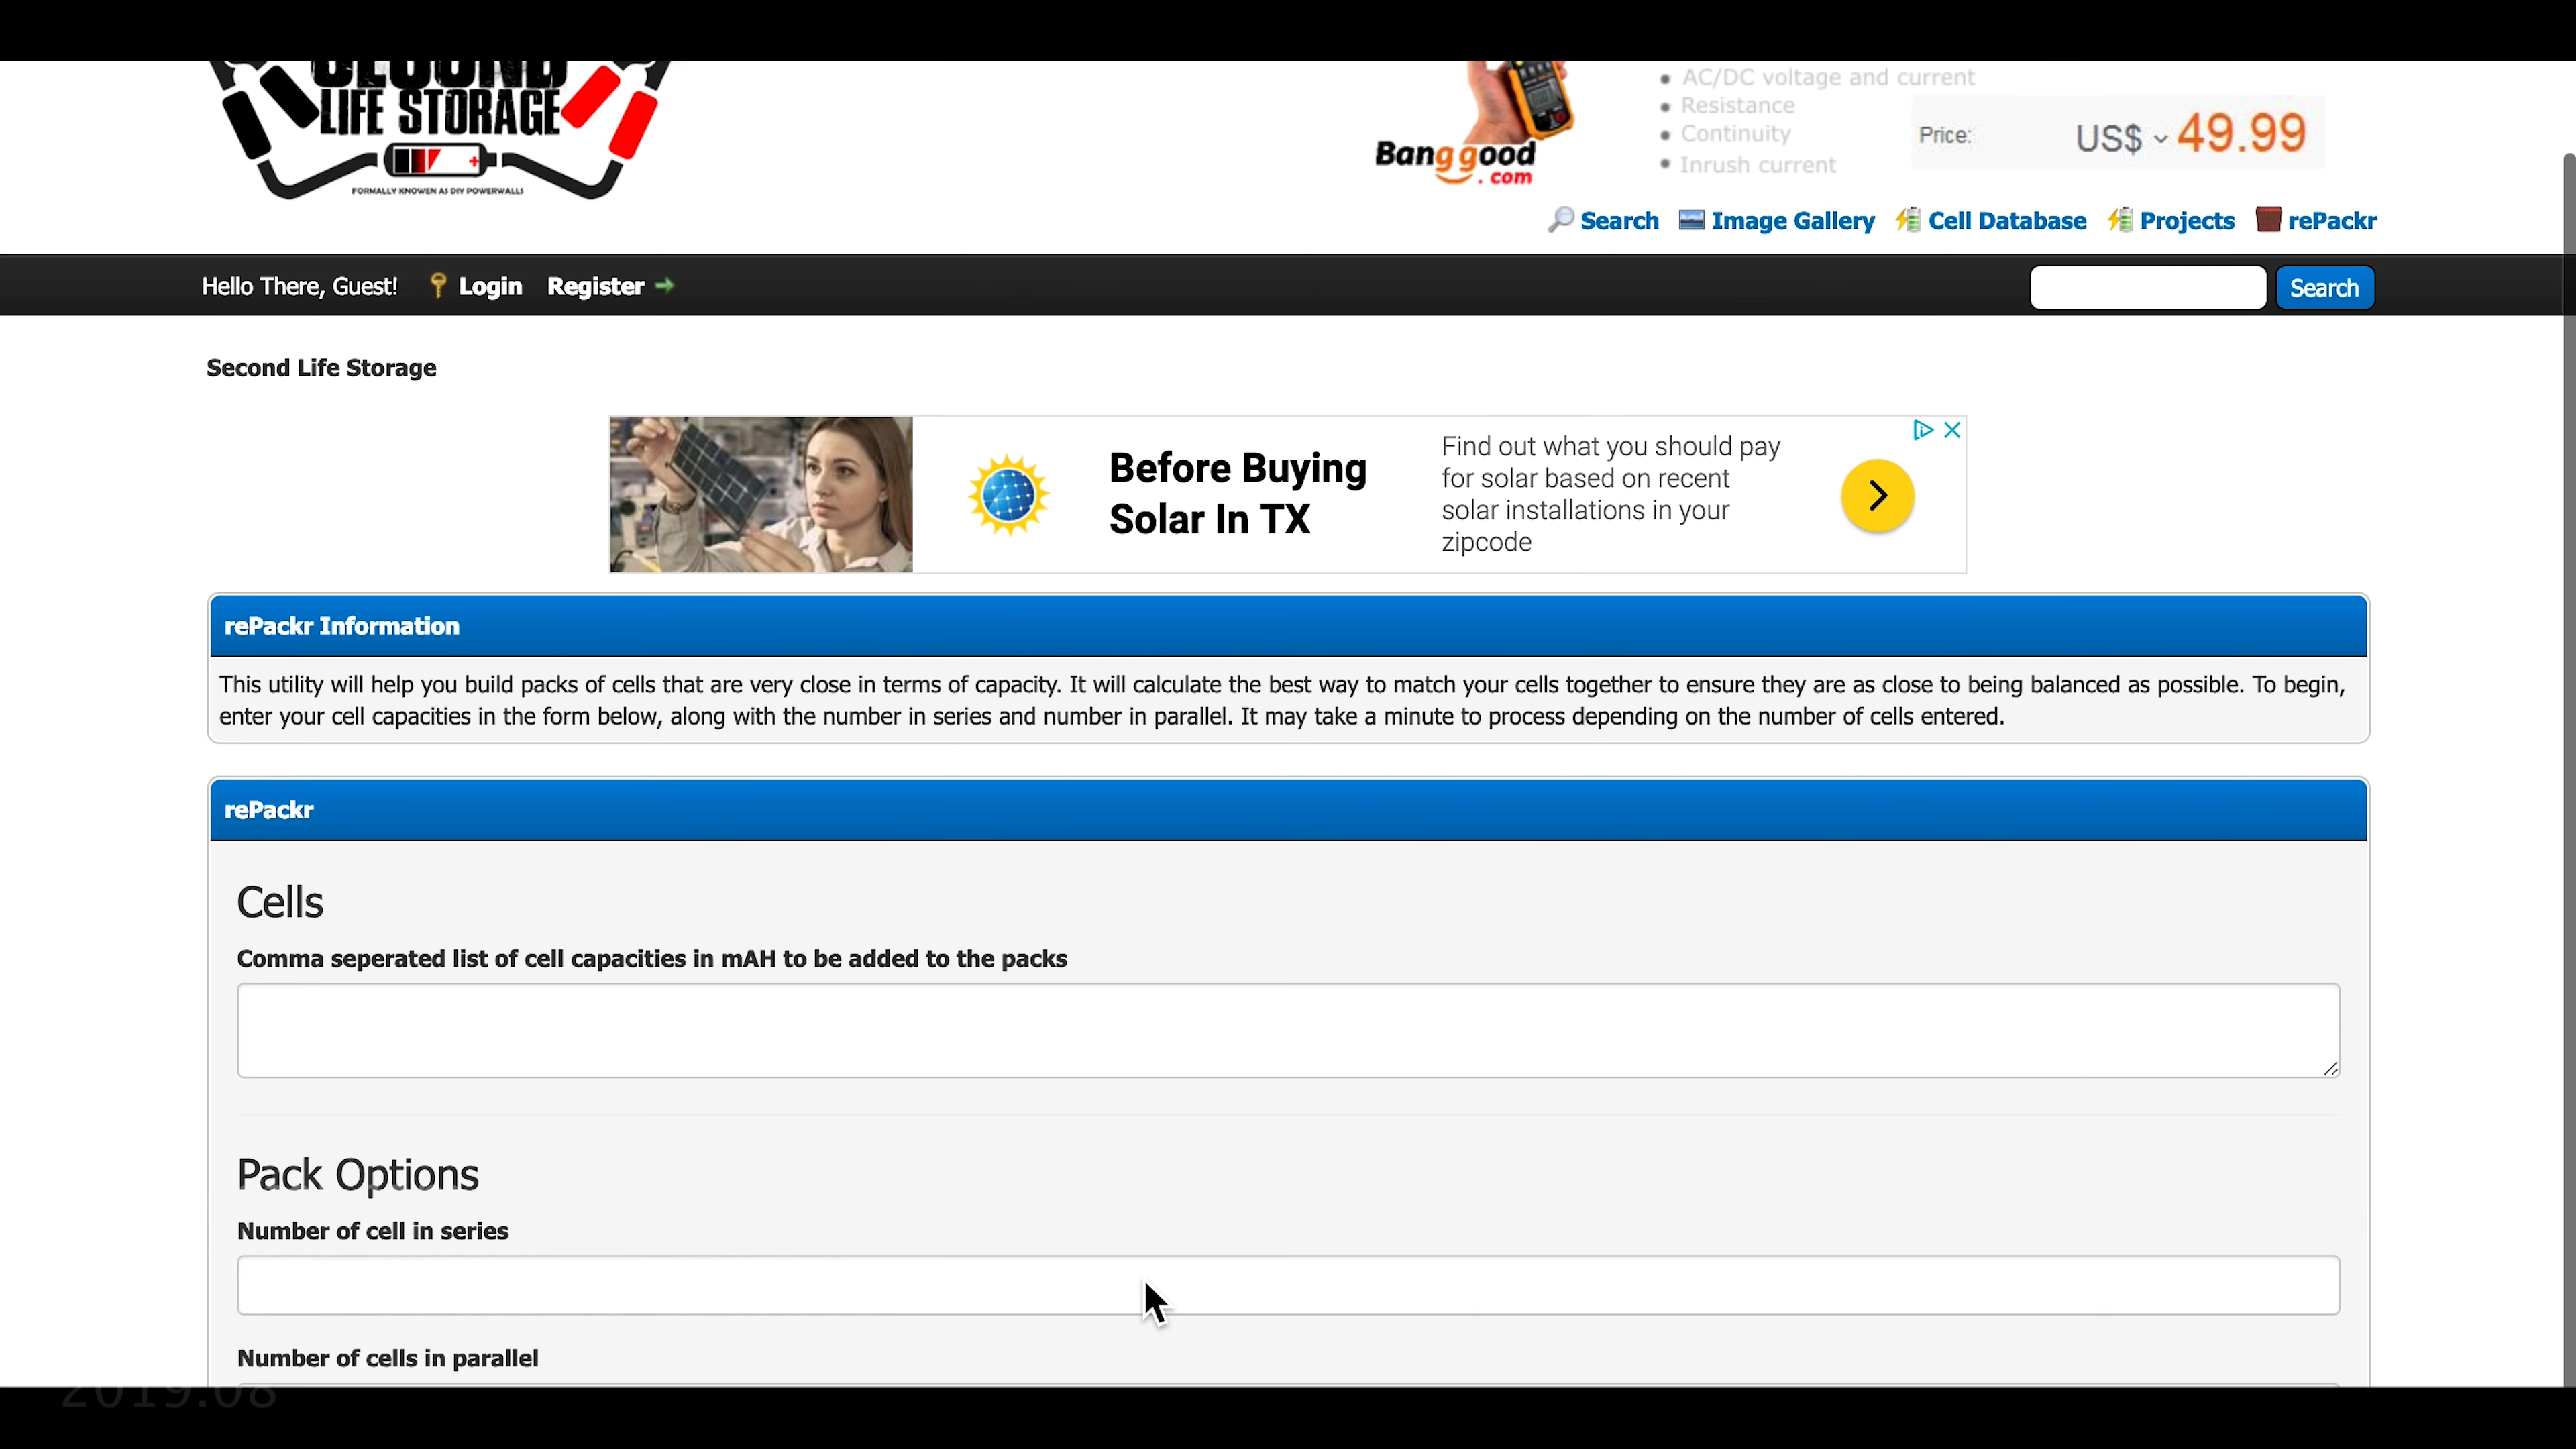 SECOND
LIFE STORAGE
FORMALLY KNOWEN AS DIY POWERWALLS
Banggood
.com
AC/DC voltage and current
Resistance
Continuity
Inrush current
Price: US$ 49.99
Search Image Gallery Cell Database Projects rePackr
Hello There, Guest! Login Register Search
Second Life Storage
Before Buying
Solar In TX
Find out what you should pay
for solar based on recent
solar installations in your
zipcode
rePackr Information
This utility will help you build packs of cells that are very close in terms of capacity. It will calculate the best way to match your cells together to ensure they are as close to being balanced as possible. To begin,
enter your cell capacities in the form below, along with the number in series and number in parallel. It may take a minute to process depending on the number of cells entered.
rePackr
Cells
Comma seperated list of cell capacities in mAH to be added to the packs
Pack Options
Number of cell in series
Number of cells in parallel
2019.08